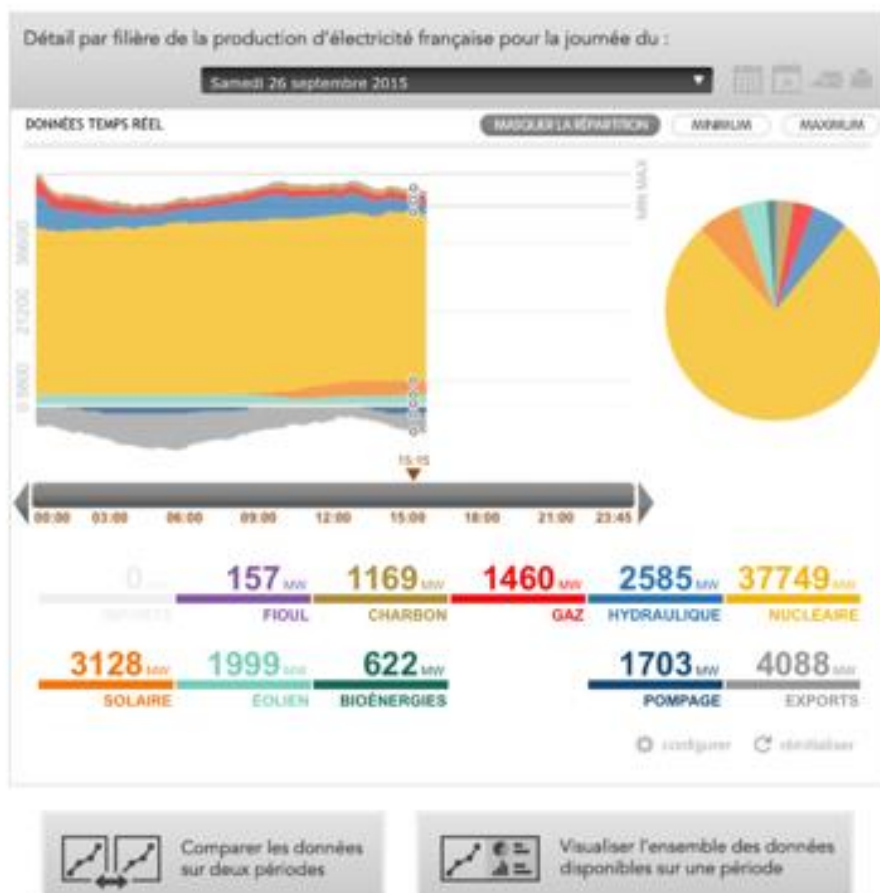 Détail par filière de la production d'électricité française pour la journée du :
Samedi 26 septembre 2015
DONNÉES TEMPS RÉEL
MASQUER LA RÉPARTITION MINIMUM MAXIMUM
MIN MAX
21200
15:15
00:00 03:00 06:00 09:00 12:00 15:00 18:00 21:00 23:45
0 157 MW 1169 MW 1460 MW 2585 MW 37749 MW
FIOUL CHARBON GAZ HYDRAULIQUE NUCLÉAIRE
3128 MW 1999 MW 622 MW 1703 MW 4088 MW
SOLAIRE ÉOLIEN BIOÉNERGIES POMPAGE EXPORTS
configurer réinitialiser
Comparer les données
sur deux périodes
Visualiser l'ensemble des données
disponibles sur une période